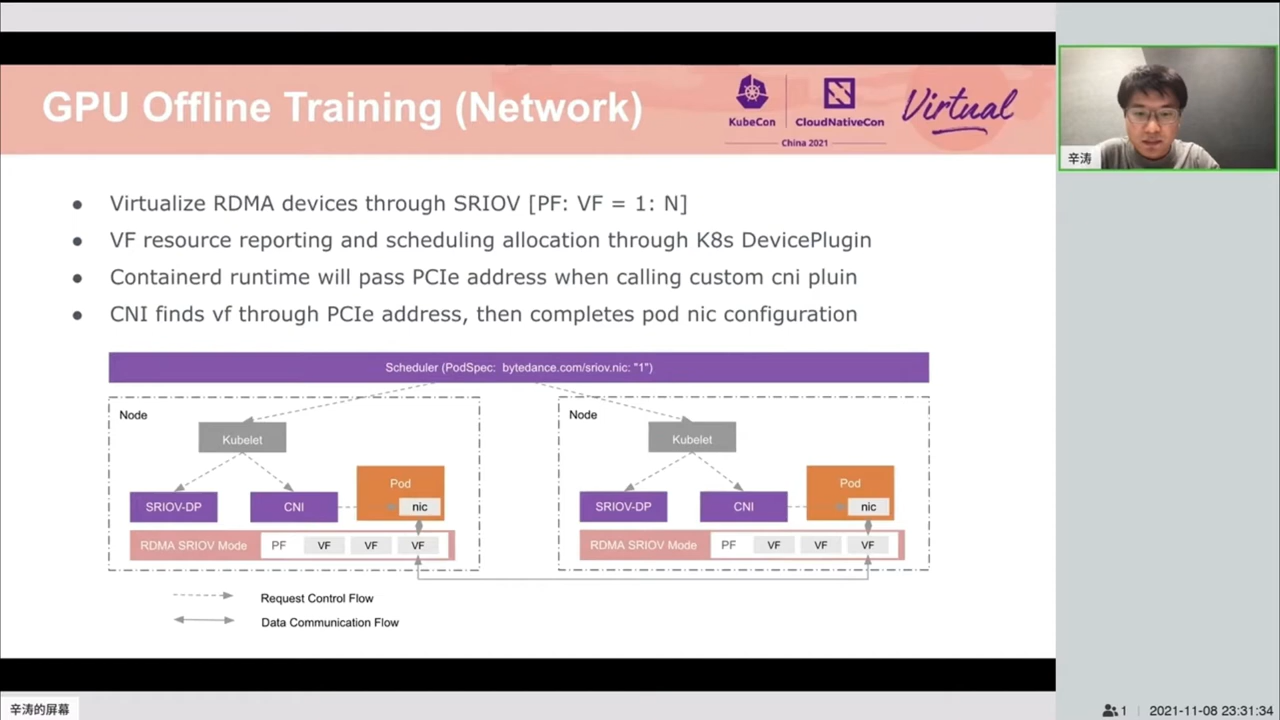 GPU Offline Training (Network)
KubeCon
CloudNativeCon
China 2021
Virtual
辛涛
● Virtualize RDMA devices through SRIOV [PF: VF = 1: N]
● VF resource reporting and scheduling allocation through K8s DevicePlugin
● Containerd runtime will pass PCIe address when calling custom cni pluin
● CNI finds vf through PCIe address, then completes pod nic configuration
Scheduler (PodSpec: bytedance.com/sriov.nic: "1")
Node
Kubelet
Pod
SRIOV-DP
CNI
nic
RDMA SRIOV Mode
PF
VF
VF
VF
Node
Kubelet
Pod
SRIOV-DP
CNI
nic
RDMA SRIOV Mode
PF
VF
VF
VF
Request Control Flow
Data Communication Flow
辛涛的屏幕
1
2021-11-08 23:31:34